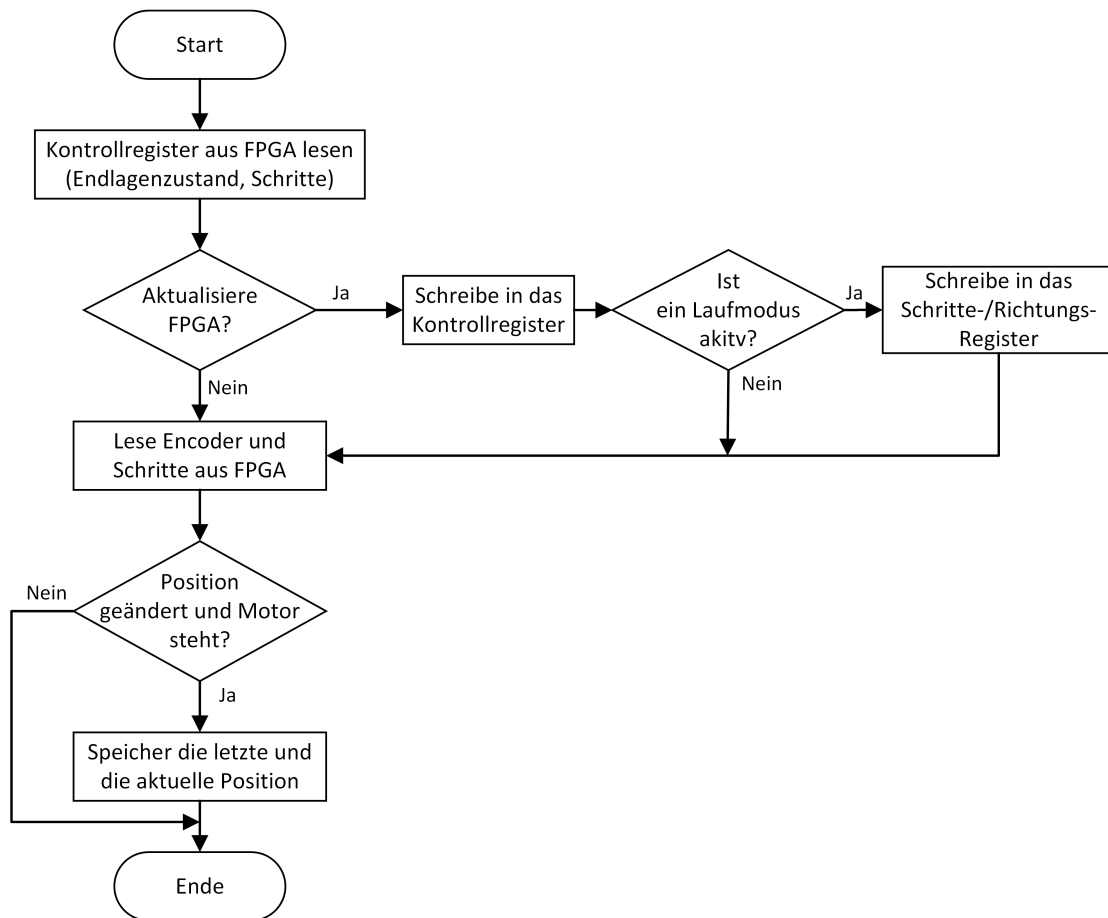 Start
Kontrollregister aus FPGA lesen
(Endlagenzustand, Schritte)
Aktualisiere
FPGA?
Ja
Schreibe in das
Kontrollregister
Ist
ein Laufmodus
akitv?
Ja
Schreibe in das
Schritte-/Richtungs-
Register
Nein
Nein
Lese Encoder und
Schritte aus FPGA
Position
geändert und Motor
steht?
Nein
Ja
Speicher die letzte und
die aktuelle Position
Ende